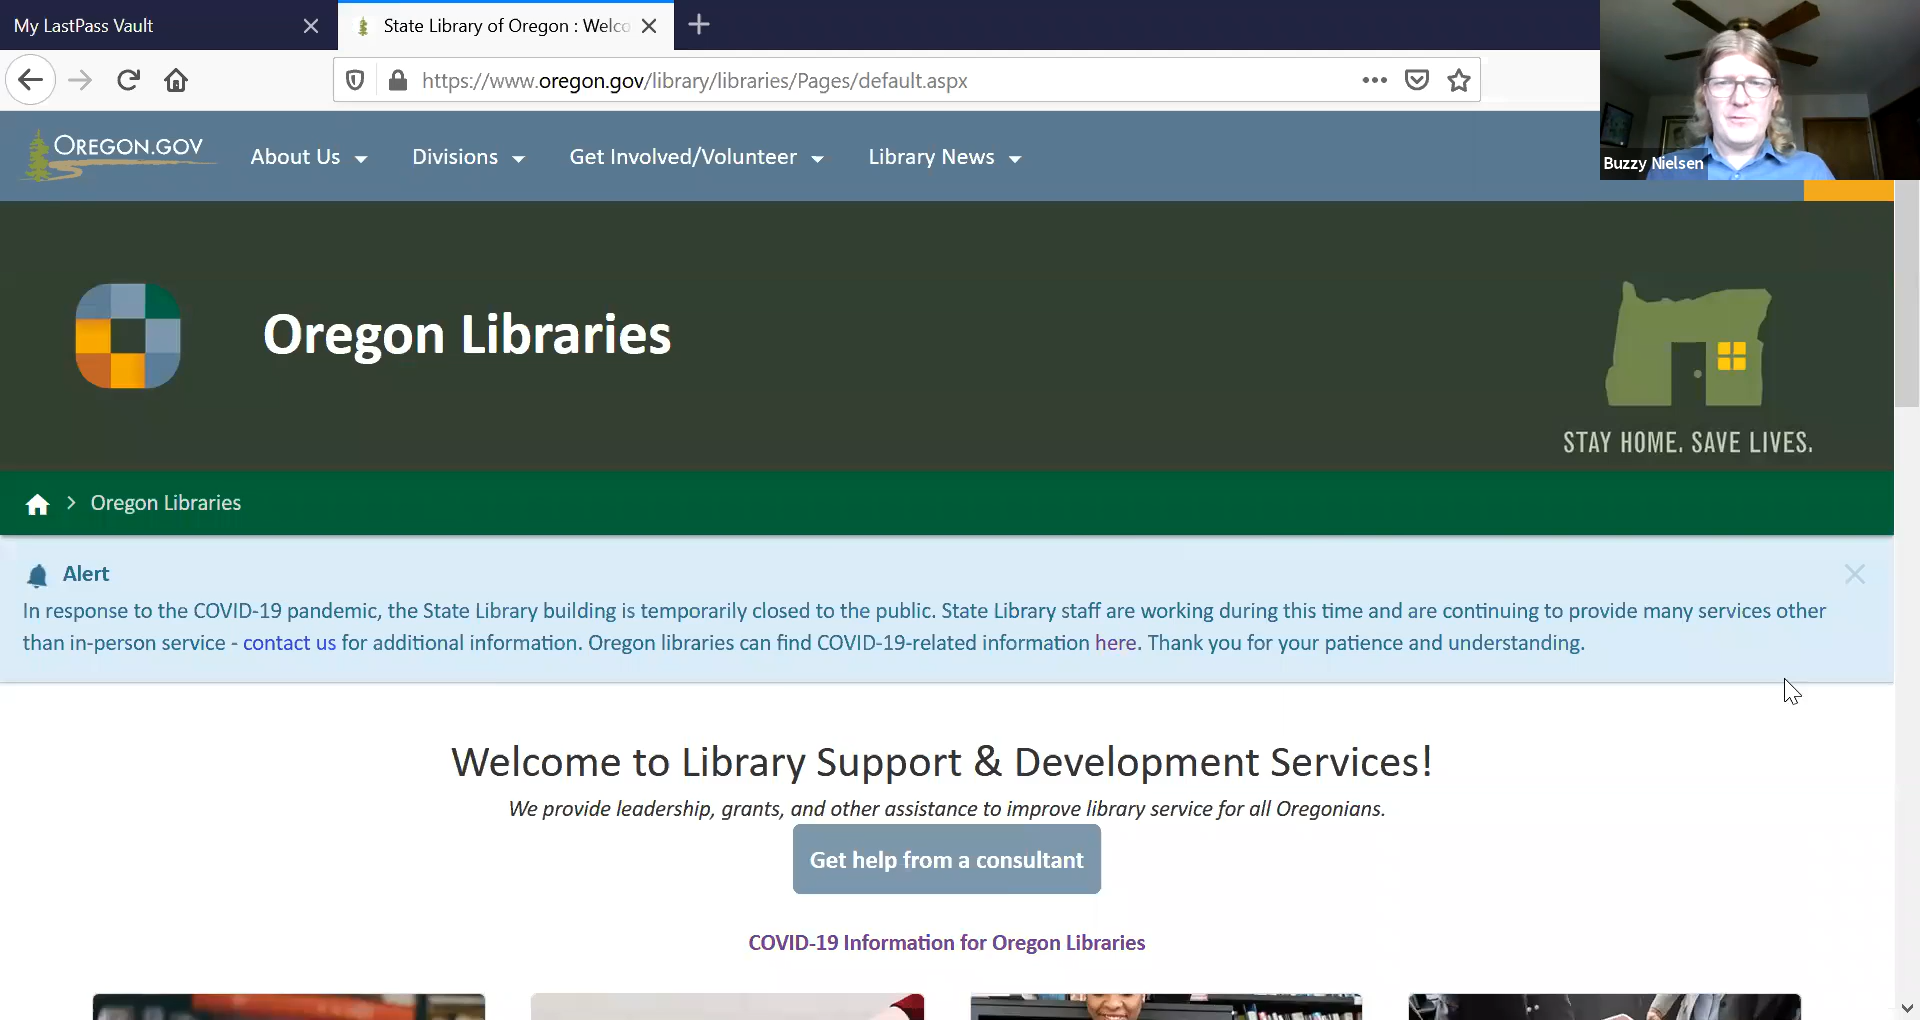 My LastPass Vault
State Library of Oregon : Welco
https://www.oregon.gov/library/libraries/Pages/default.aspx
Buzzy Nielsen
OREGON.GOV
About Us
Divisions
Get Involved/Volunteer
Library News
Oregon Libraries
STAY HOME. SAVE LIVES.
Oregon Libraries
Alert
In response to the COVID-19 pandemic, the State Library building is temporarily closed to the public. State Library staff are working during this time and are continuing to provide many services other
than in-person service - contact us for additional information. Oregon libraries can find COVID-19-related information here. Thank you for your patience and understanding.
Welcome to Library Support & Development Services!
We provide leadership, grants, and other assistance to improve library service for all Oregonians.
Get help from a consultant
COVID-19 Information for Oregon Libraries